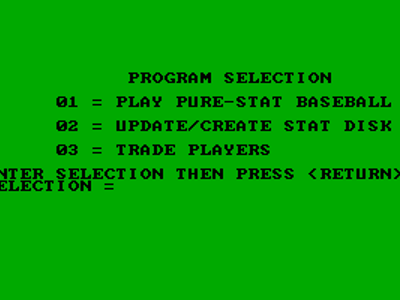 PROGRAM SELECTION
01 = PLAY PURE-STAT BASEBALL
02 = UPDATE/CREATE STAT DISK
03 = TRADE PLAYERS
NTER SELECTION THEN PRESS <RETURN>
ELECTION =